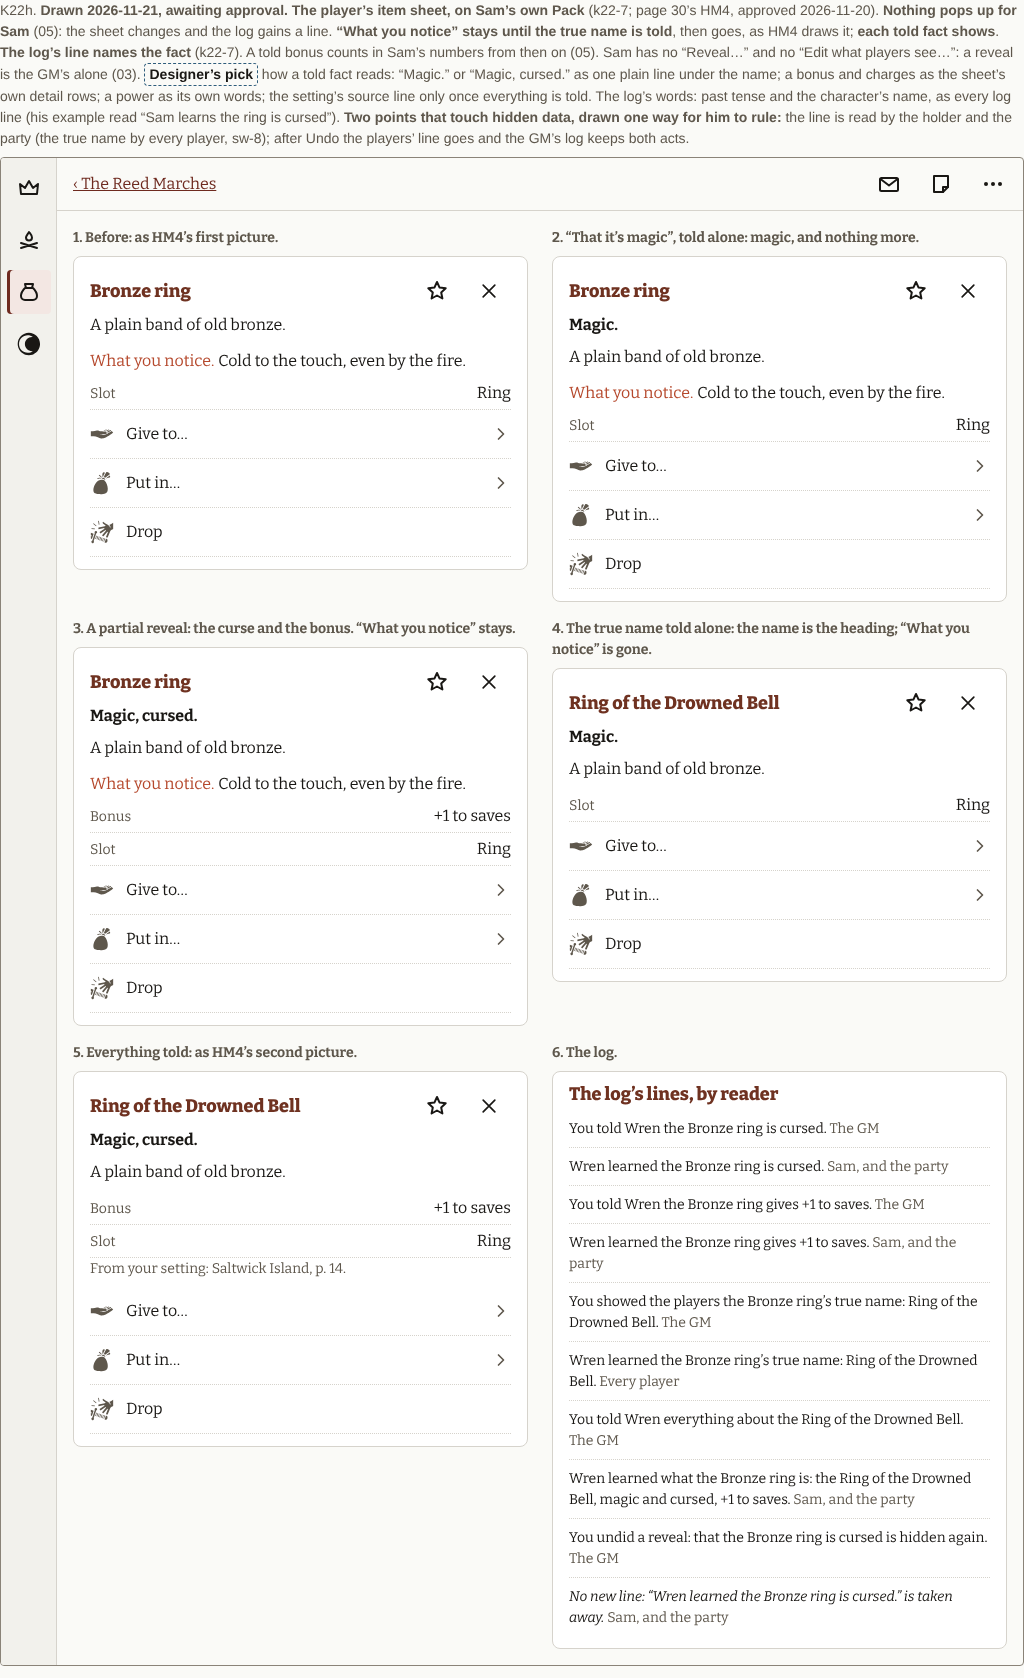 K22h. Drawn 2026-11-21, awaiting approval. The player’s item sheet, on Sam’s own Pack (k22-7; page 30’s HM4, approved 2026-11-20). Nothing pops up for
Sam (05): the sheet changes and the log gains a line. “What you notice” stays until the true name is told, then goes, as HM4 draws it; each told fact shows.
The log’s line names the fact (k22-7). A told bonus counts in Sam’s numbers from then on (05). Sam has no “Reveal…” and no “Edit what players see…”: a reveal
is the GM’s alone (03). Designer’s pick how a told fact reads: “Magic.” or “Magic, cursed.” as one plain line under the name; a bonus and charges as the sheet’s
own detail rows; a power as its own words; the setting’s source line only once everything is told. The log’s words: past tense and the character’s name, as every log
line (his example read “Sam learns the ring is cursed”). Two points that touch hidden data, drawn one way for him to rule: the line is read by the holder and the
party (the true name by every player, sw-8); after Undo the players’ line goes and the GM’s log keeps both acts.
‹ The Reed Marches
1. Before: as HM4’s first picture.
Bronze ring
A plain band of old bronze.
What you notice. Cold to the touch, even by the fire.
Slot Ring
Give to…
Put in…
Drop
2. “That it’s magic”, told alone: magic, and nothing more.
Bronze ring
Magic.
A plain band of old bronze.
What you notice. Cold to the touch, even by the fire.
Slot Ring
Give to…
Put in…
Drop
3. A partial reveal: the curse and the bonus. “What you notice” stays.
Bronze ring
Magic, cursed.
A plain band of old bronze.
What you notice. Cold to the touch, even by the fire.
Bonus +1 to saves
Slot Ring
Give to…
Put in…
Drop
4. The true name told alone: the name is the heading; “What you
notice” is gone.
Ring of the Drowned Bell
Magic.
A plain band of old bronze.
Slot Ring
Give to…
Put in…
Drop
5. Everything told: as HM4’s second picture.
Ring of the Drowned Bell
Magic, cursed.
A plain band of old bronze.
Bonus +1 to saves
Slot Ring
From your setting: Saltwick Island, p. 14.
Give to…
Put in…
Drop
6. The log.
The log’s lines, by reader
You told Wren the Bronze ring is cursed. The GM
Wren learned the Bronze ring is cursed. Sam, and the party
You told Wren the Bronze ring gives +1 to saves. The GM
Wren learned the Bronze ring gives +1 to saves. Sam, and the
party
You showed the players the Bronze ring’s true name: Ring of the
Drowned Bell. The GM
Wren learned the Bronze ring’s true name: Ring of the Drowned
Bell. Every player
You told Wren everything about the Ring of the Drowned Bell.
The GM
Wren learned what the Bronze ring is: the Ring of the Drowned
Bell, magic and cursed, +1 to saves. Sam, and the party
You undid a reveal: that the Bronze ring is cursed is hidden again.
The GM
No new line: “Wren learned the Bronze ring is cursed.” is taken
away. Sam, and the party